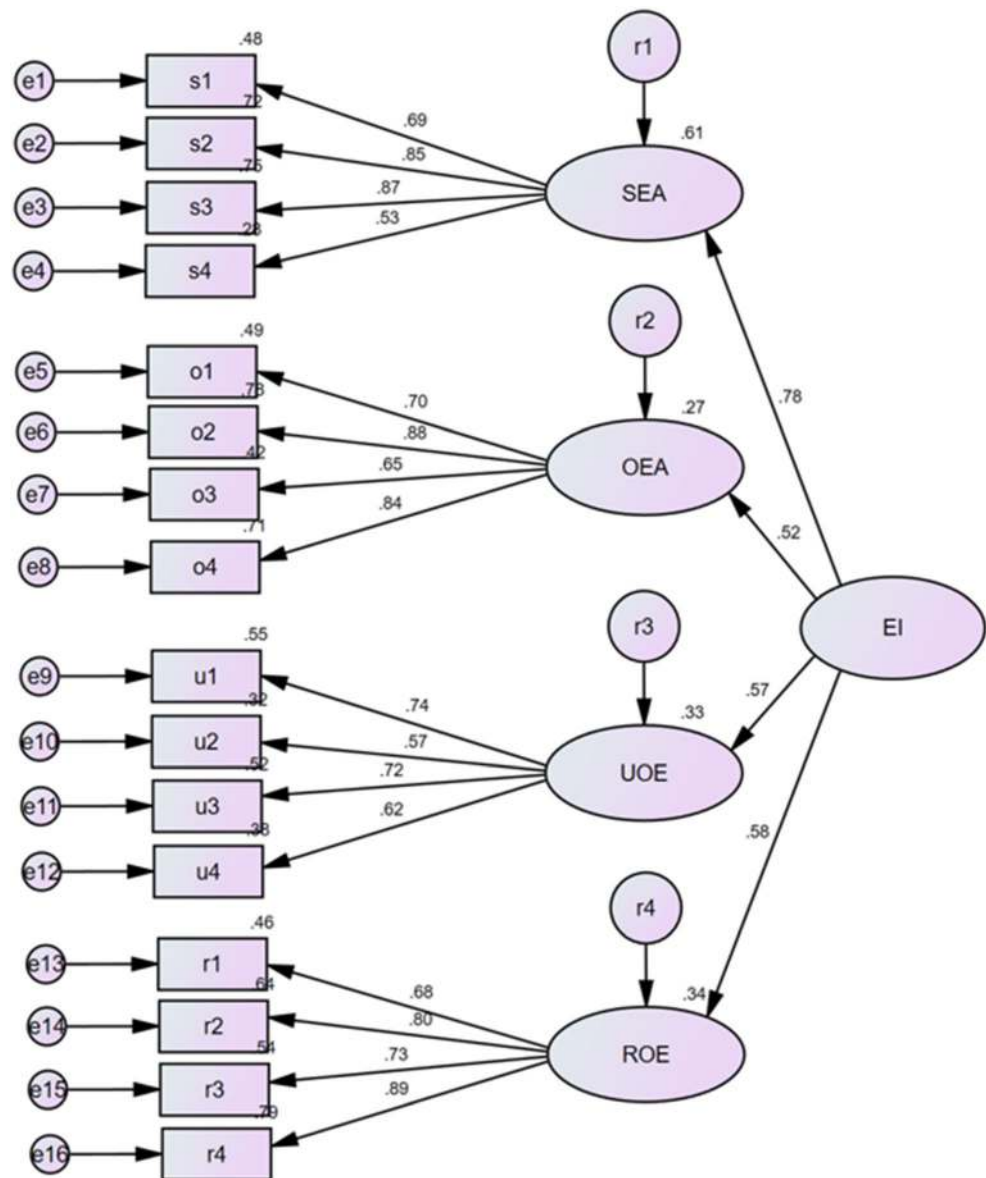 .48
r1
e1
s1
.72
.69
.61
e2
s2
.85
.75
SEA
e3
s3
.87
.28
.53
e4
s4
r2
.49
e5
o1
.78
.70
.78
.27
e6
o2
.88
.42
OEA
e7
o3
.65
.71
.84
.52
e8
o4
r3
EI
.55
e9
u1
.32
.74
.57
.33
e10
u2
.57
.52
UOE
e11
u3
.72
.38
.62
.58
e12
u4
r4
.46
e13
r1
.64
.68
.34
e14
r2
.80
.54
ROE
e15
r3
.73
.79
.89
e16
r4